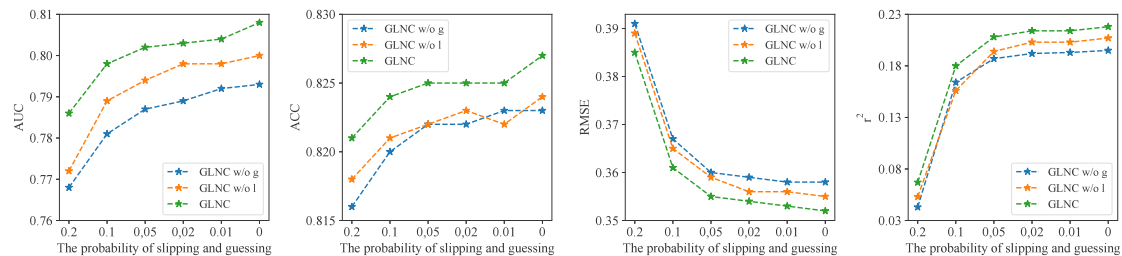 0.81
0.80
0.79
0.77
0.76
AUC
GLNC w/o g
GLNC w/o l
GLNC
0.2 0.1 0,05 0,02 0.01 0
The probability of slipping and guessing
0.830
0.825
0.820
0.815
ACC
GLNC w/o g
GLNC w/o l
GLNC
0.2 0.1 0,05 0,02 0.01 0
The probability of slipping and guessing
0.39
0.38
0.37
0.36
0.35
RMSE
GLNC w/o g
GLNC w/o l
GLNC
0.2 0.1 0,05 0,02 0.01 0
The probability of slipping and guessing
0.23
0.18
0.13
0.08
0.03
r²
GLNC w/o g
GLNC w/o l
GLNC
0.2 0.1 0,05 0,02 0.01 0
The probability of slipping and guessing